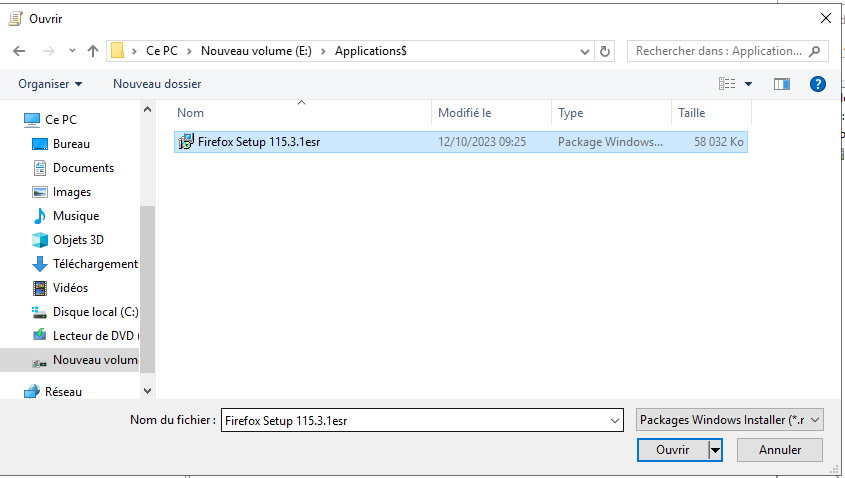 Ouvrir
Ce PC > Nouveau volume (E:) > Applications$
Rechercher dans : Application...
Organiser
Nouveau dossier
Nom
Modifié le
Type
Taille
Firefox Setup 115.3.1esr
12/10/2023 09:25
Package Windows...
58 032 Ko
Ce PC
Bureau
Documents
Images
Musique
Objets 3D
Téléchargement
Vidéos
Disque local (C:)
Lecteur de DVD (
Nouveau volum
Réseau
Nom du fichier :
Firefox Setup 115.3.1esr
Packages Windows Installer (*.r
Ouvrir
Annuler